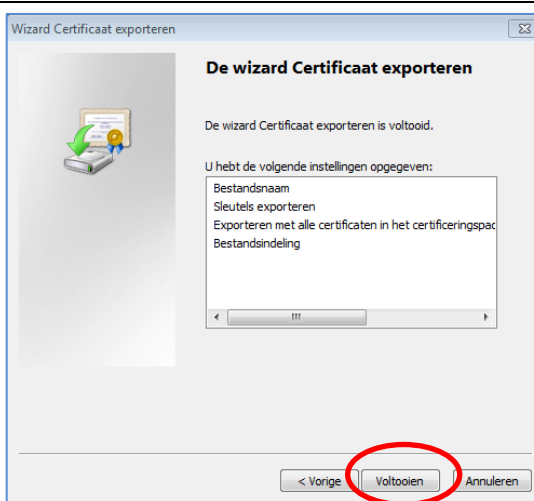 Wizard Certificaat exporteren
De wizard Certificaat exporteren
De wizard Certificaat exporteren is voltooid.
U hebt de volgende instellingen opgegeven:
Bestandsnaam
Sleutels exporteren
Exporteren met alle certificaten in het certificeringspac
Bestandsindeling
< Vorige Voltooien Annuleren